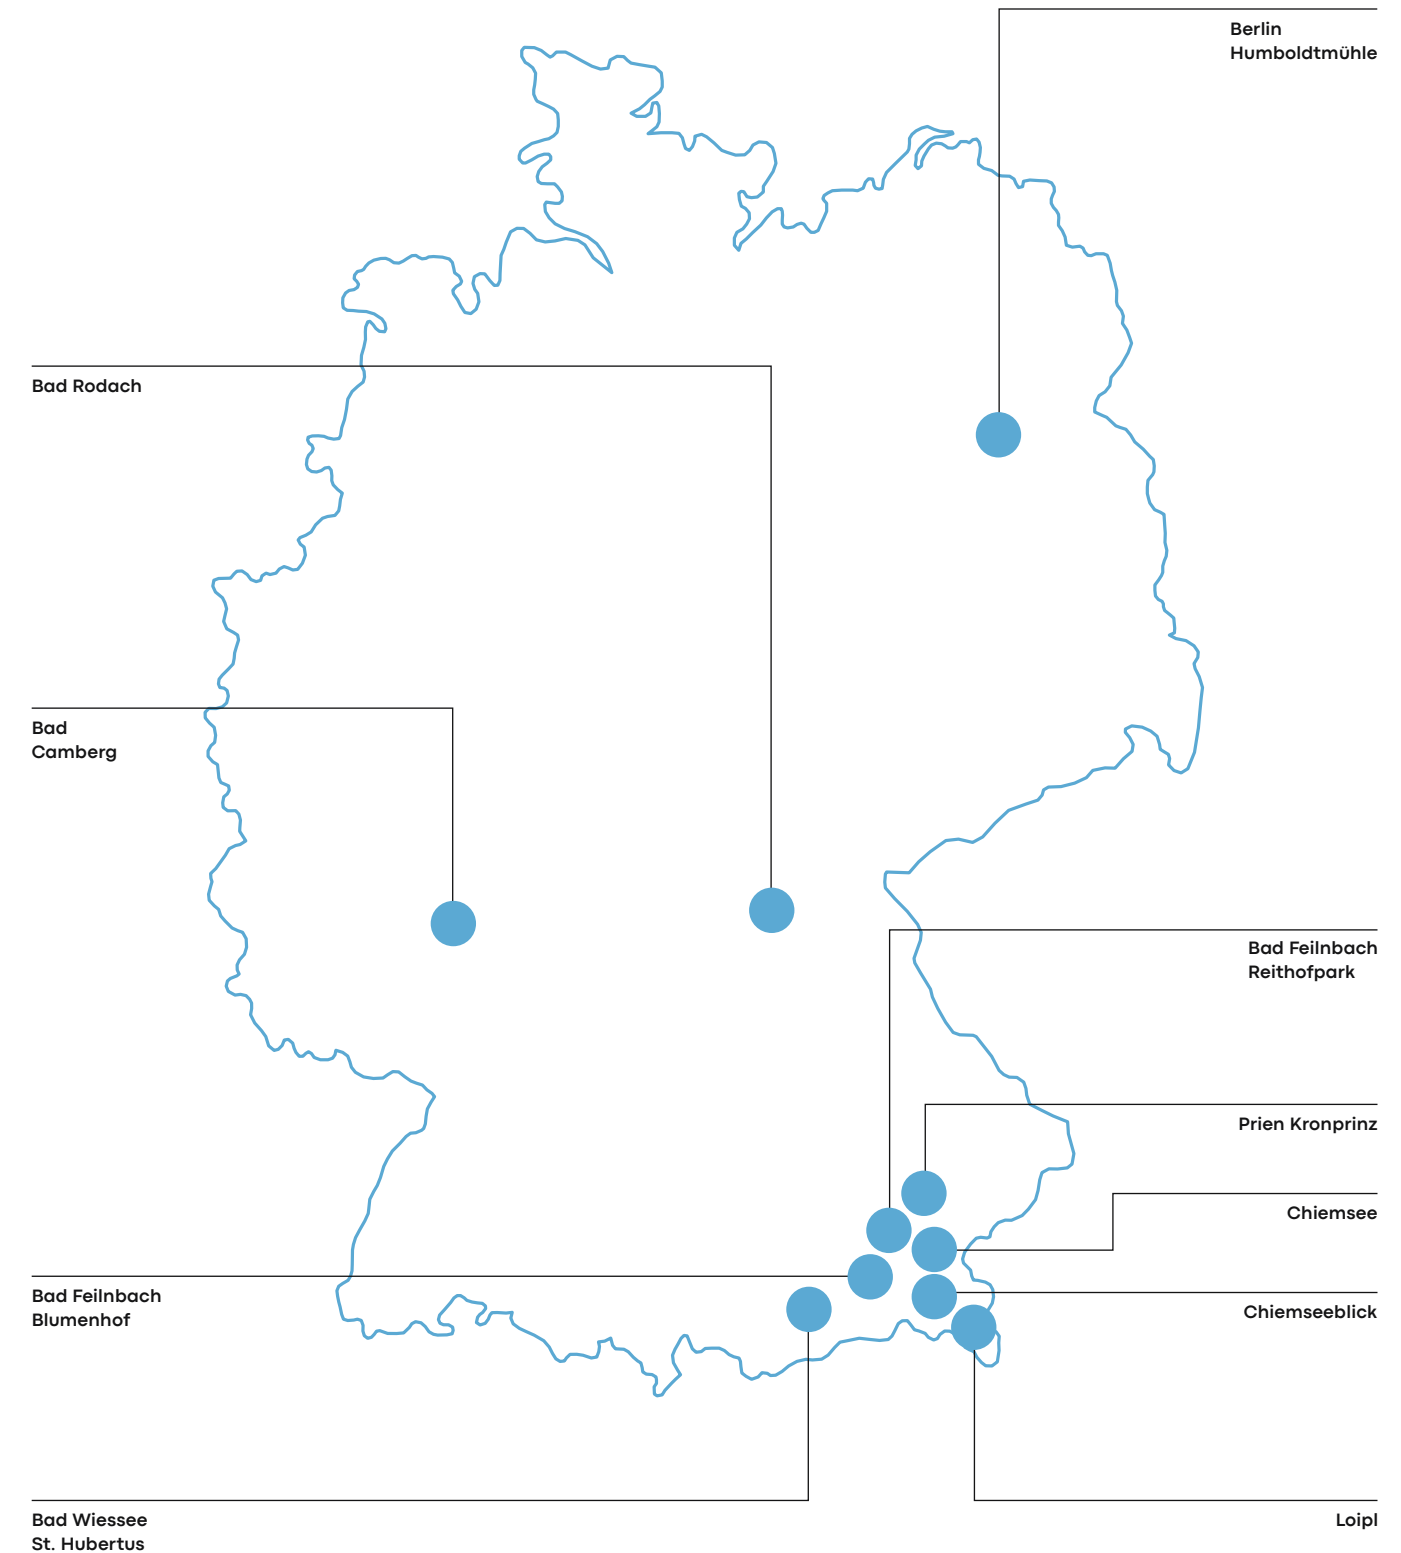 Berlin
Humboldtmühle
Bad Rodach
Bad
Camberg
Bad Feilnbach
Reithofpark
Prien Kronprinz
Chiemsee
Bad Feilnbach
Blumenhof
Chiemseeblick
Bad Wiessee
St. Hubertus
Loipl